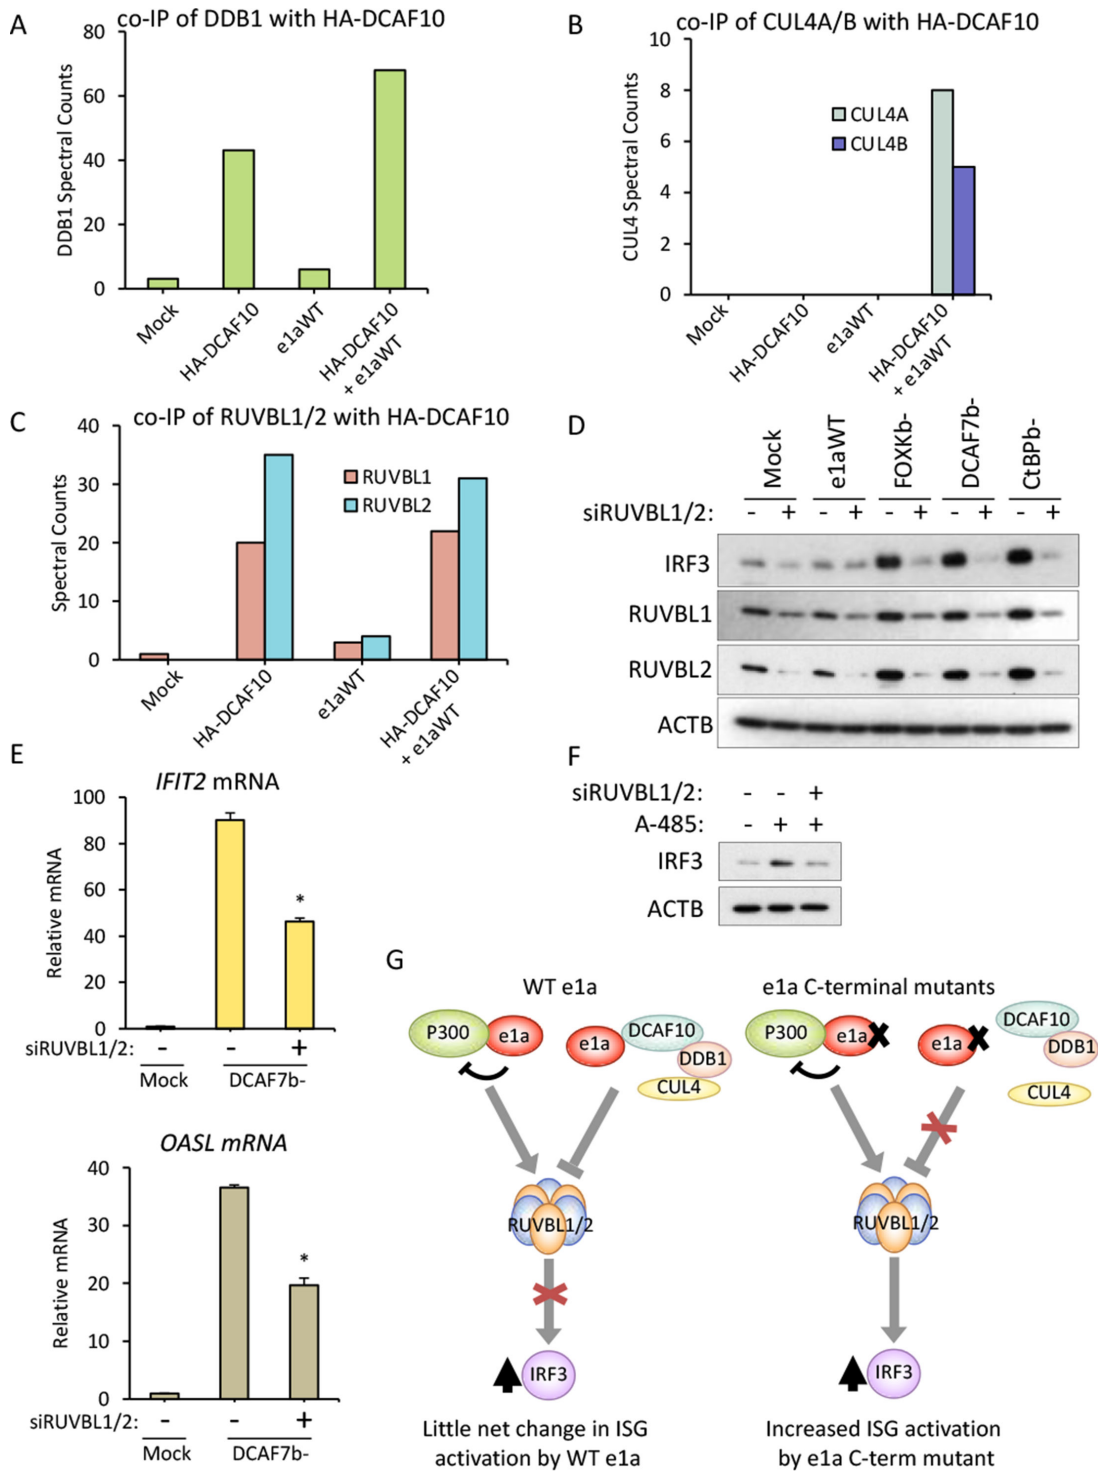 A
co-IP of DDB1 with HA-DCAF10
DDB1 Spectral Counts
80
60
40
20
0
Mock
HA-DCAF10
e1aWT
HA-DCAF10
+ e1aWT
B
co-IP of CUL4A/B with HA-DCAF10
CUL4 Spectral Counts
10
8
6
4
2
0
CUL4A
CUL4B
Mock
HA-DCAF10
e1aWT
HA-DCAF10
+ e1aWT
C
co-IP of RUVBL1/2 with HA-DCAF10
Spectral Counts
40
30
20
10
0
RUVBL1
RUVBL2
Mock
HA-DCAF10
e1aWT
HA-DCAF10
+ e1aWT
D
Mock
e1aWT
FOXKb-
DCAF7b-
CtBPb-
siRUVBL1/2: - + - + - + - + - +
IRF3
RUVBL1
RUVBL2
ACTB
E
IFIT2 mRNA
Relative mRNA
100
80
60
40
20
0
*
siRUVBL1/2: - - +
Mock DCAF7b-
OASL mRNA
Relative mRNA
40
30
20
10
0
*
siRUVBL1/2: - - +
Mock DCAF7b-
F
siRUVBL1/2: - - +
A-485: - + +
IRF3
ACTB
G
WT e1a
P300
e1a
e1a
DCAF10
DDB1
CUL4
RUVBL1/2
IRF3
Little net change in ISG
activation by WT e1a
e1a C-terminal mutants
P300
e1a
e1a
DCAF10
DDB1
CUL4
RUVBL1/2
IRF3
Increased ISG activation
by e1a C-term mutant